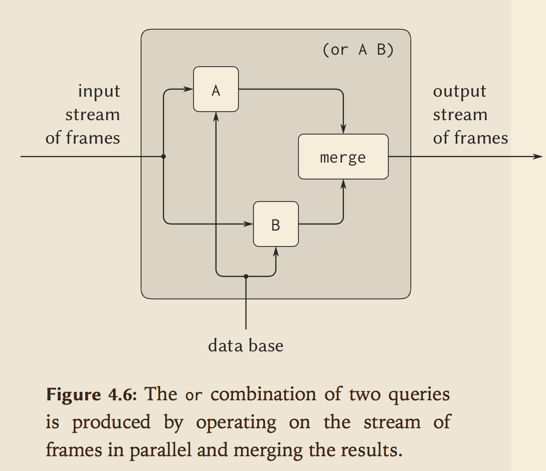 (or A B)
input
stream
of frames
A
output
stream
of frames
merge
B
data base
Figure 4.6: The or combination of two queries
is produced by operating on the stream of
frames in parallel and merging the results.